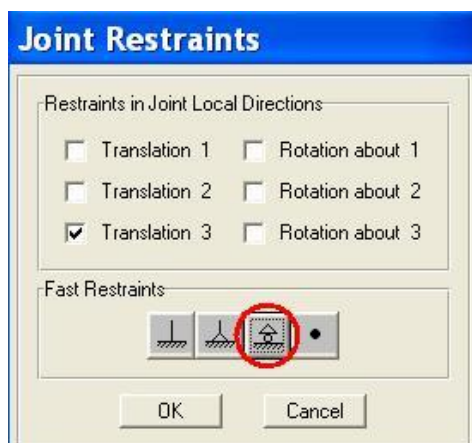 Joint Restraints
Restraints in Joint Local Directions
Translation 1 Rotation about 1
Translation 2 Rotation about 2
Translation 3 Rotation about 3
Fast Restraints
OK Cancel